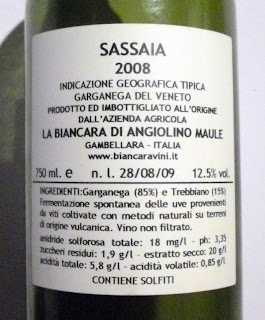 SASSAIA
2008
INDICAZIONE GEOGRAFICA TIPICA
GARGANEGA DEL VENETO
PRODOTTO ED IMBOTTIGLIATO ALL'ORIGINE
DALL'AZIENDA AGRICOLA
LA BIANCARA DI ANGIOLINO MAULE
GAMBELLARA - ITALIA
www.biancaravini.it
750 ml. e n. l. 28/08/09 12.5% vol.
INGREDIENTI:Garganega (85%) e Trebbiano (15%)
Fermentazione spontanea delle uve provenienti
da viti coltivate con metodi naturali su terreni
di origine vulcanica. Vino non filtrato.
anidride solforosa totale: 18 mg/l - ph: 3,35
zuccheri residui: 1,9 g/l - estratto secco: 20 g/l
acidità totale: 5,8 g/l - acidità volatile: 0,85 g/l
CONTIENE SOLFITI